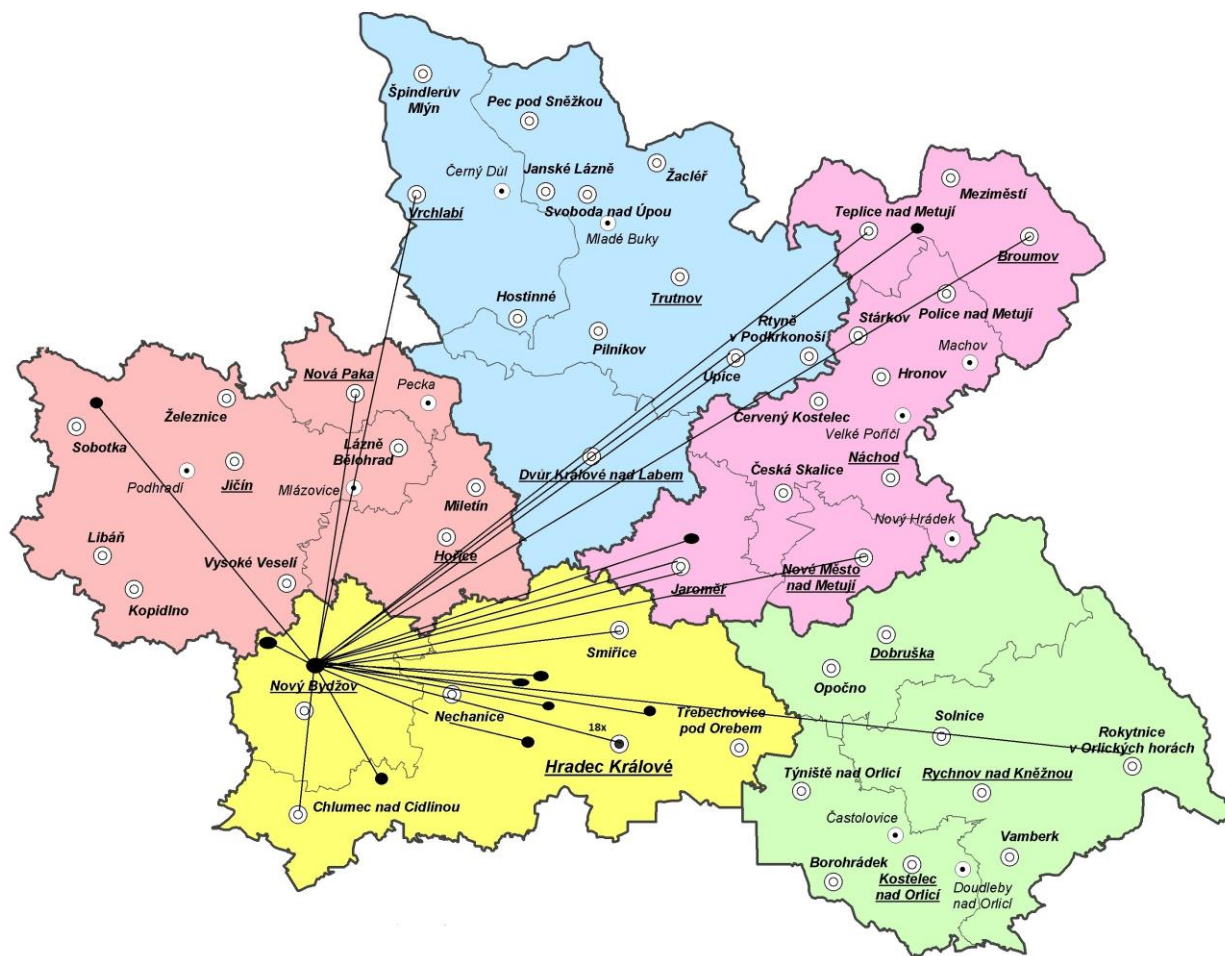 Špindlerův
Mlýn
Pec pod Sněžkou
Černý Důl
Janské Lázně
Žacléř
Vrchlabí
Svoboda nad Úpou
Mladé Buky
Meziměstí
Teplice nad Metují
Broumov
Trutnov
Hostinné
Pilníkov
Rtyně
v Podkrkonoší
Úpice
Stárkov
Police nad Metují
Machov
Hronov
Červený Kostelec
Velké Poříčí
Nová Paka
Pecka
Železnice
Sobotka
Lázně
Bělohrad
Podhradí
Jičín
Mlázovice
Miletín
Dvůr Králové nad Labem
Česká Skalice
Náchod
Nový Hrádek
Libáň
Vysoké Veselí
Hořice
Kopidlno
Jaroměř
Nové Město
nad Metují
Smiřice
Dobruška
Opočno
Nový Bydžov
Nechanice
18x
Třebechovice
pod Orebem
Solnice
Rokytnice
v Orlických horách
Hradec Králové
Týniště nad Orlicí
Rychnov nad Kněžnou
Chlumec nad Cidlinou
Častolovice
Vamberk
Borohrádek
Kostelec
nad Orlicí
Doudleby
nad Orlicí